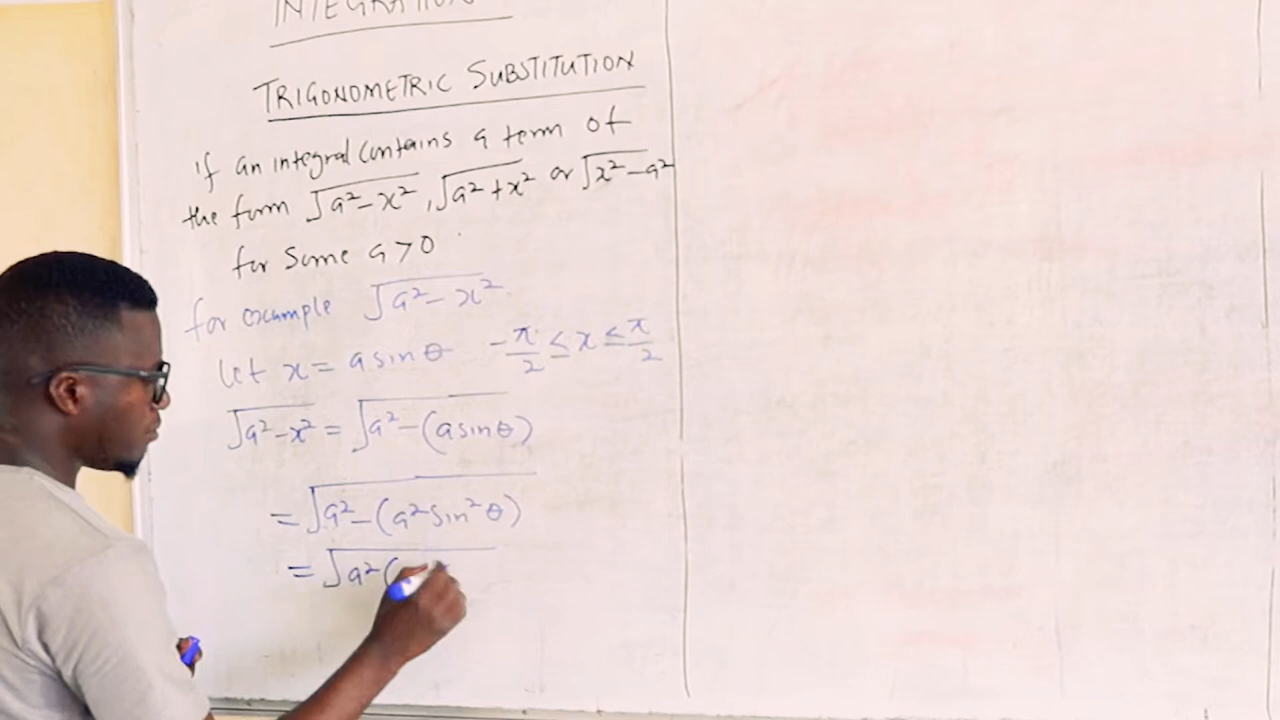 INTEGRATION
TRIGONOMETRIC SUBSTITUTION
if an integral contains a term of
the form √a²-x², √a²+x² or √x²-a²
for some a>0
for example √a²-x²
let x = a sin θ -π/2 ≤ x ≤ π/2
√a²-x² = √a²-(a sin θ)
= √a²-(a² sin² θ)
= √a²(